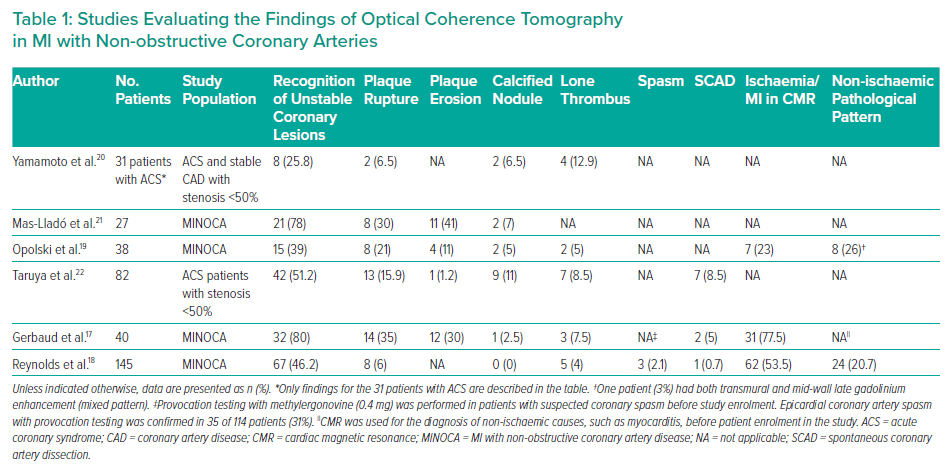 Table 1: Studies Evaluating the Findings of Optical Coherence Tomography
in MI with Non-obstructive Coronary Arteries
Author No. Patients Study Population Recognition of Unstable Coronary Lesions Plaque Rupture Plaque Erosion Calcified Nodule Lone Thrombus Spasm SCAD Ischaemia/ MI in CMR Non-ischaemic Pathological Pattern
Yamamoto et al.²⁰ 31 patients with ACS* ACS and stable CAD with stenosis <50% 8 (25.8) 2 (6.5) NA 2 (6.5) 4 (12.9) NA NA NA NA
Mas-Lladó et al.²¹ 27 MINOCA 21 (78) 8 (30) 11 (41) 2 (7) NA NA NA NA NA
Opolski et al.¹⁹ 38 MINOCA 15 (39) 8 (21) 4 (11) 2 (5) 2 (5) NA NA 7 (23) 8 (26)†
Taruya et al.²² 82 ACS patients with stenosis <50% 42 (51.2) 13 (15.9) 1 (1.2) 9 (11) 7 (8.5) NA 7 (8.5) NA NA
Gerbaud et al.¹⁷ 40 MINOCA 32 (80) 14 (35) 12 (30) 1 (2.5) 3 (7.5) NA‡ 2 (5) 31 (77.5) NA||
Reynolds et al.¹⁸ 145 MINOCA 67 (46.2) 8 (6) NA 0 (0) 5 (4) 3 (2.1) 1 (0.7) 62 (53.5) 24 (20.7)
Unless indicated otherwise, data are presented as n (%). *Only findings for the 31 patients with ACS are described in the table. †One patient (3%) had both transmural and mid-wall late gadolinium
enhancement (mixed pattern). ‡Provocation testing with methylergonovine (0.4 mg) was performed in patients with suspected coronary spasm before study enrolment. Epicardial coronary artery spasm
with provocation testing was confirmed in 35 of 114 patients (31%). ||CMR was used for the diagnosis of non-ischaemic causes, such as myocarditis, before patient enrolment in the study. ACS = acute
coronary syndrome; CAD = coronary artery disease; CMR = cardiac magnetic resonance; MINOCA = MI with non-obstructive coronary artery disease; NA = not applicable; SCAD = spontaneous coronary
artery dissection.